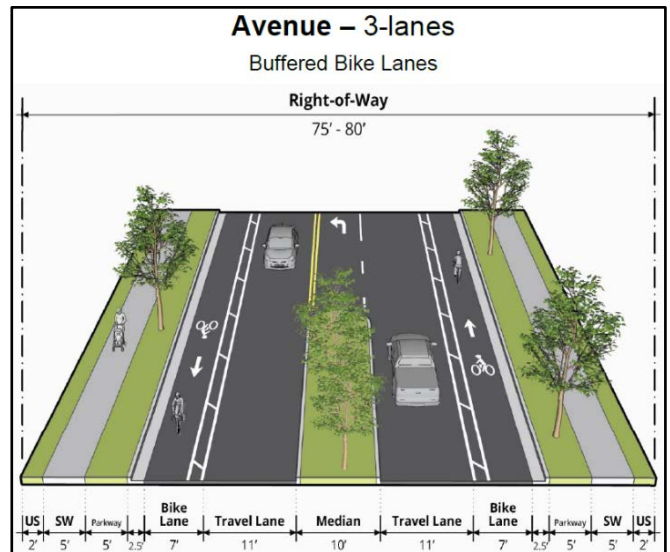 Avenue – 3-lanes
Buffered Bike Lanes
Right-of-Way
75' - 80'
US SW Parkway Bike Lane Travel Lane Median Travel Lane Bike Lane Parkway SW US
2' 5' 5' 2.5' 7' 11' 10' 11' 7' 2.5' 5' 5' 2'